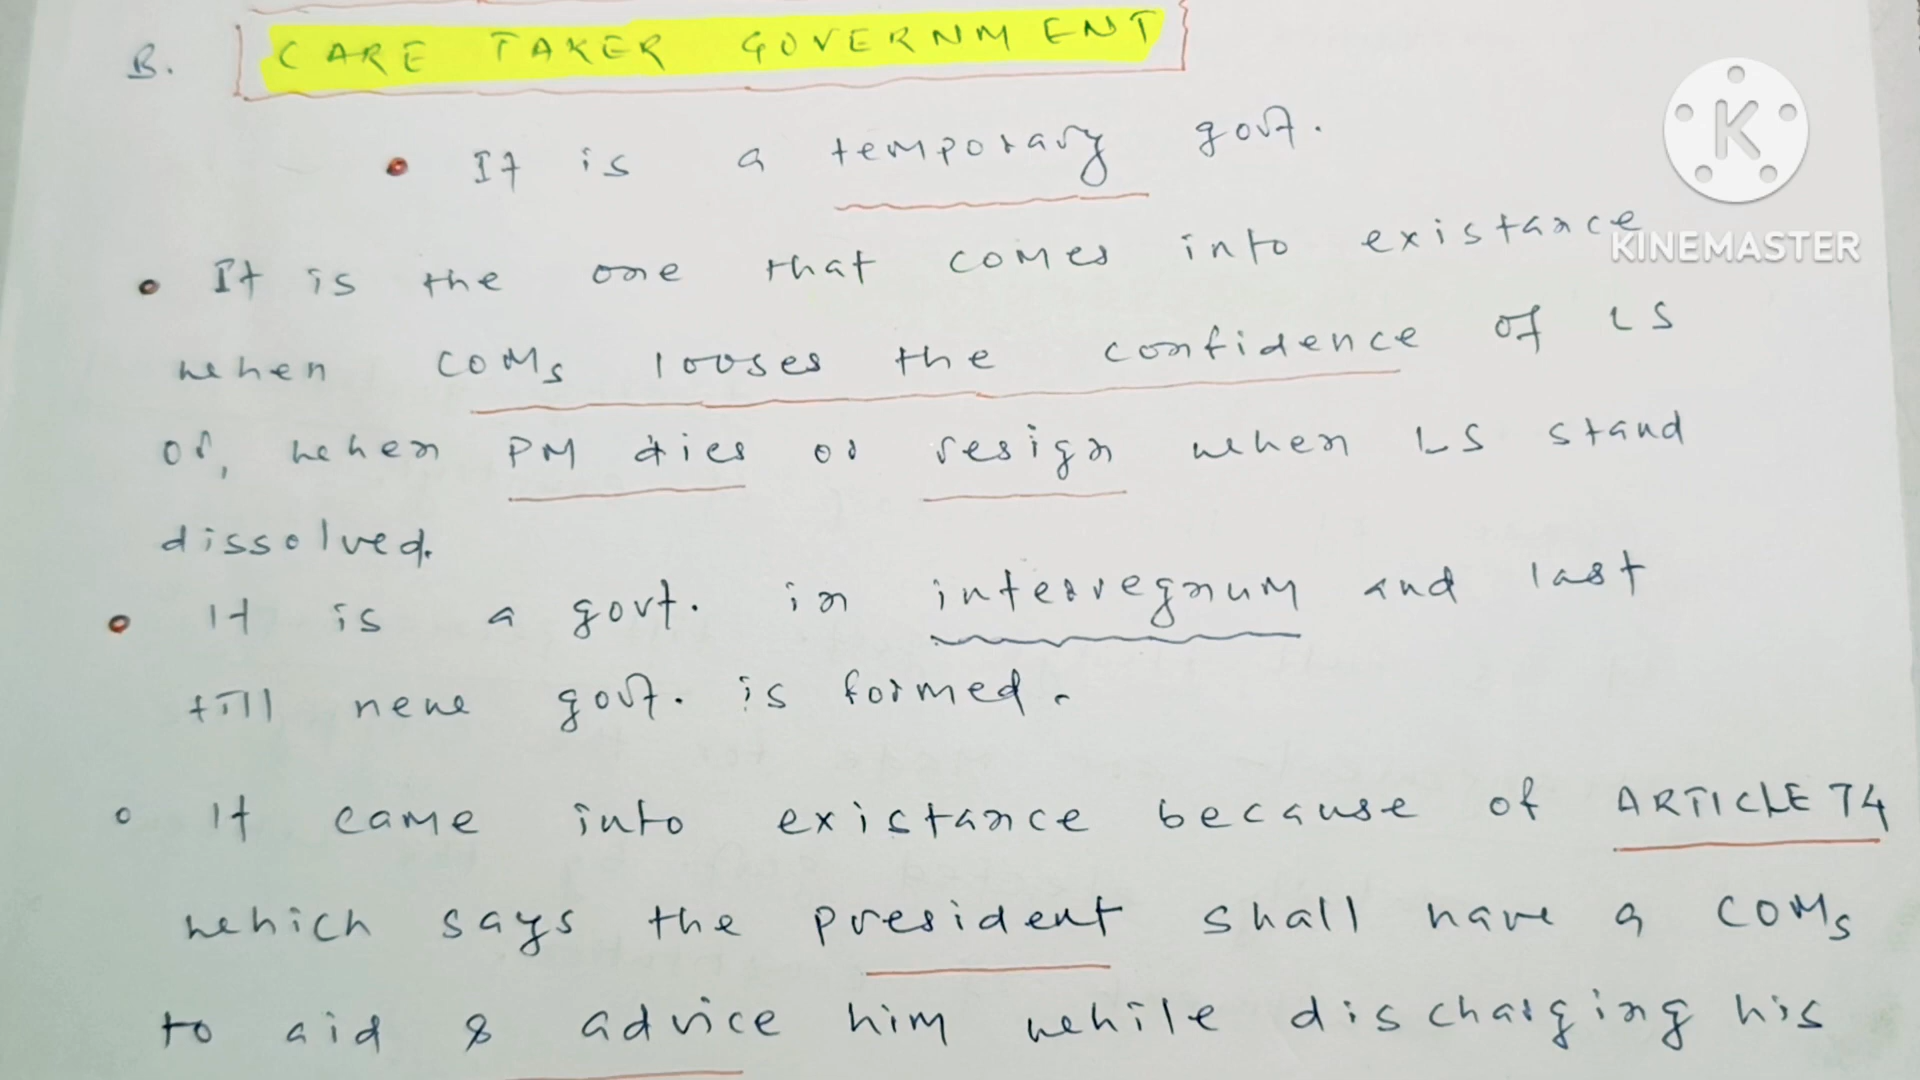 B. CARE TAKER GOVERNMENT
• It is a temporary govt.
• It is the one that comes into existance
when COMs looses the confidence of LS
or, when PM dies or resign when LS stand
dissolved.
• It is a govt. in interregnum and last
till new govt. is formed.
• It came into existance because of ARTICLE 74
which says the president shall have a COMs
to aid & advice him while discharging his
K
KINEMASTER